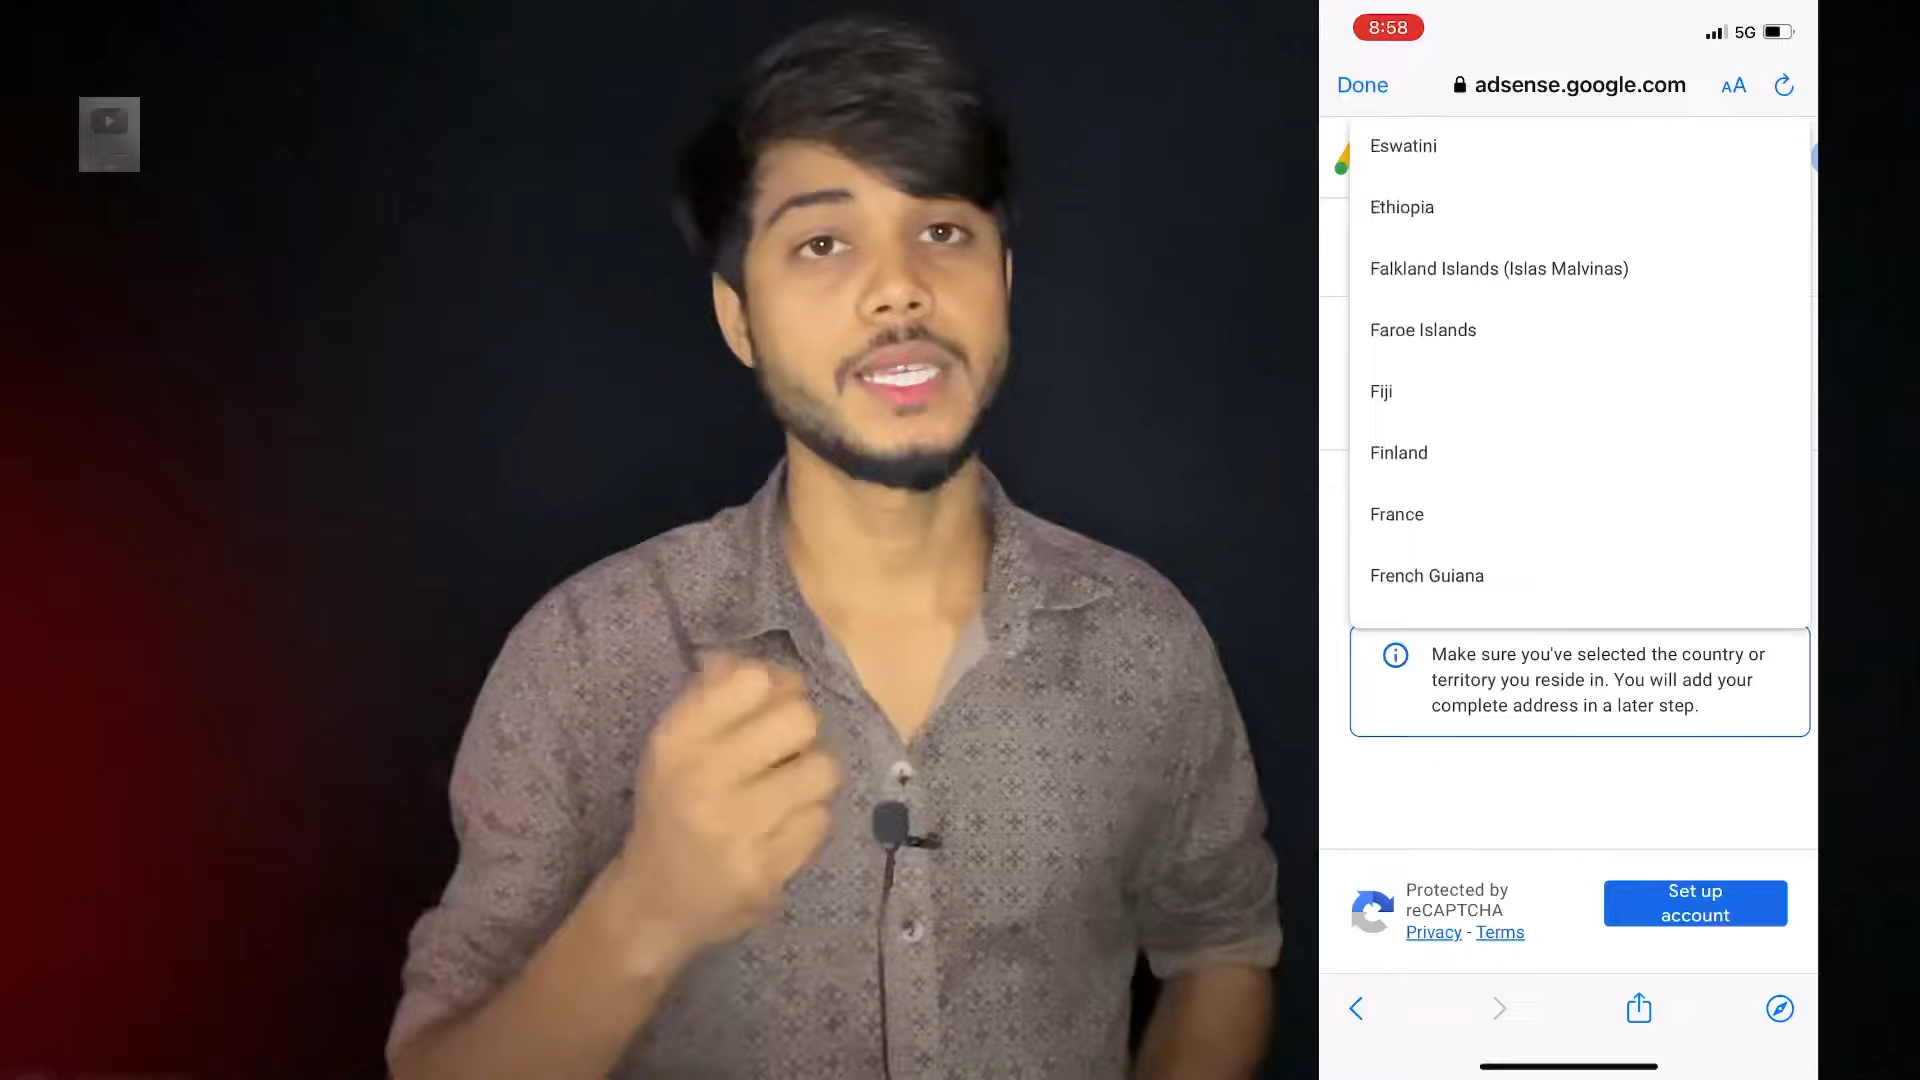 8:58
5G
Done
adsense.google.com
AA
Eswatini
Ethiopia
Falkland Islands (Islas Malvinas)
Faroe Islands
Fiji
Finland
France
French Guiana
Make sure you've selected the country or
territory you reside in. You will add your
complete address in a later step.
Protected by
reCAPTCHA
Privacy - Terms
Set up
account